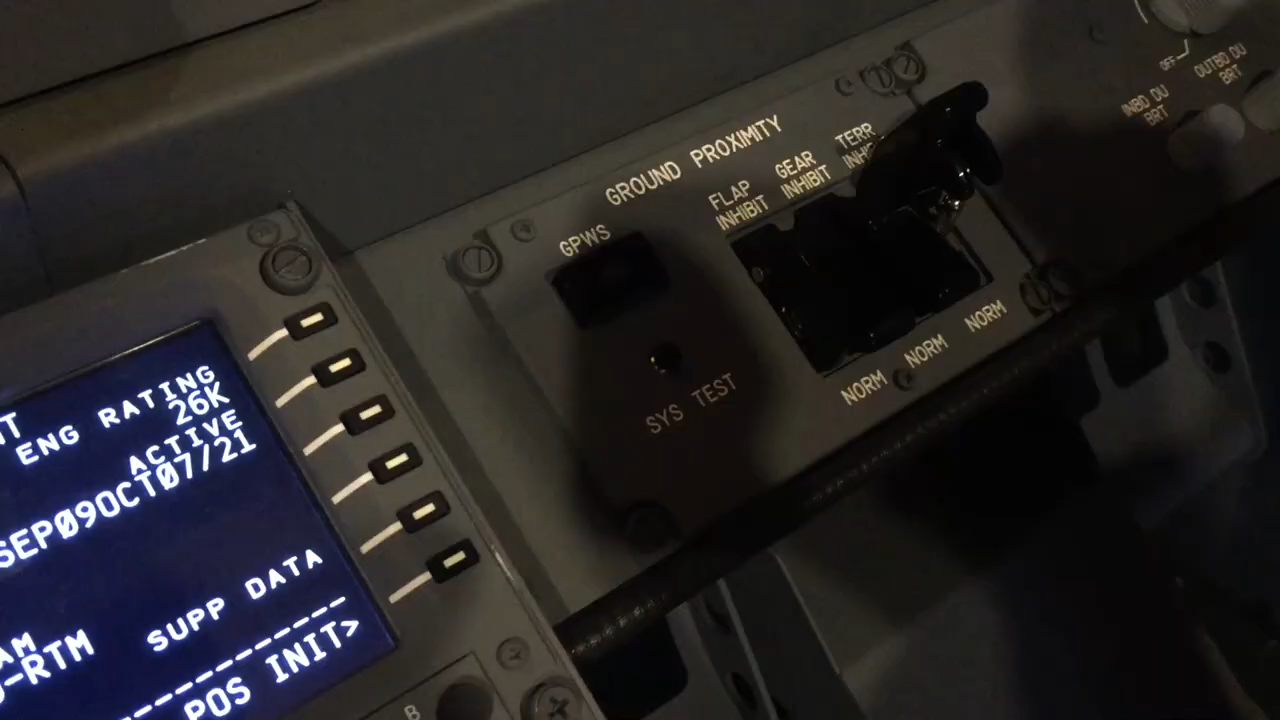 GROUND PROXIMITY
GPWS
FLAP
INHIBIT
GEAR
INHIBIT
TERR
SYS TEST
NORM
NORM
NORM
OFF
INBD DU
BRT
OUTBD DU
BRT
ENG RATING
26K
ACTIVE
SEP09OCT07/21
SUPP DATA
POS INIT>
B